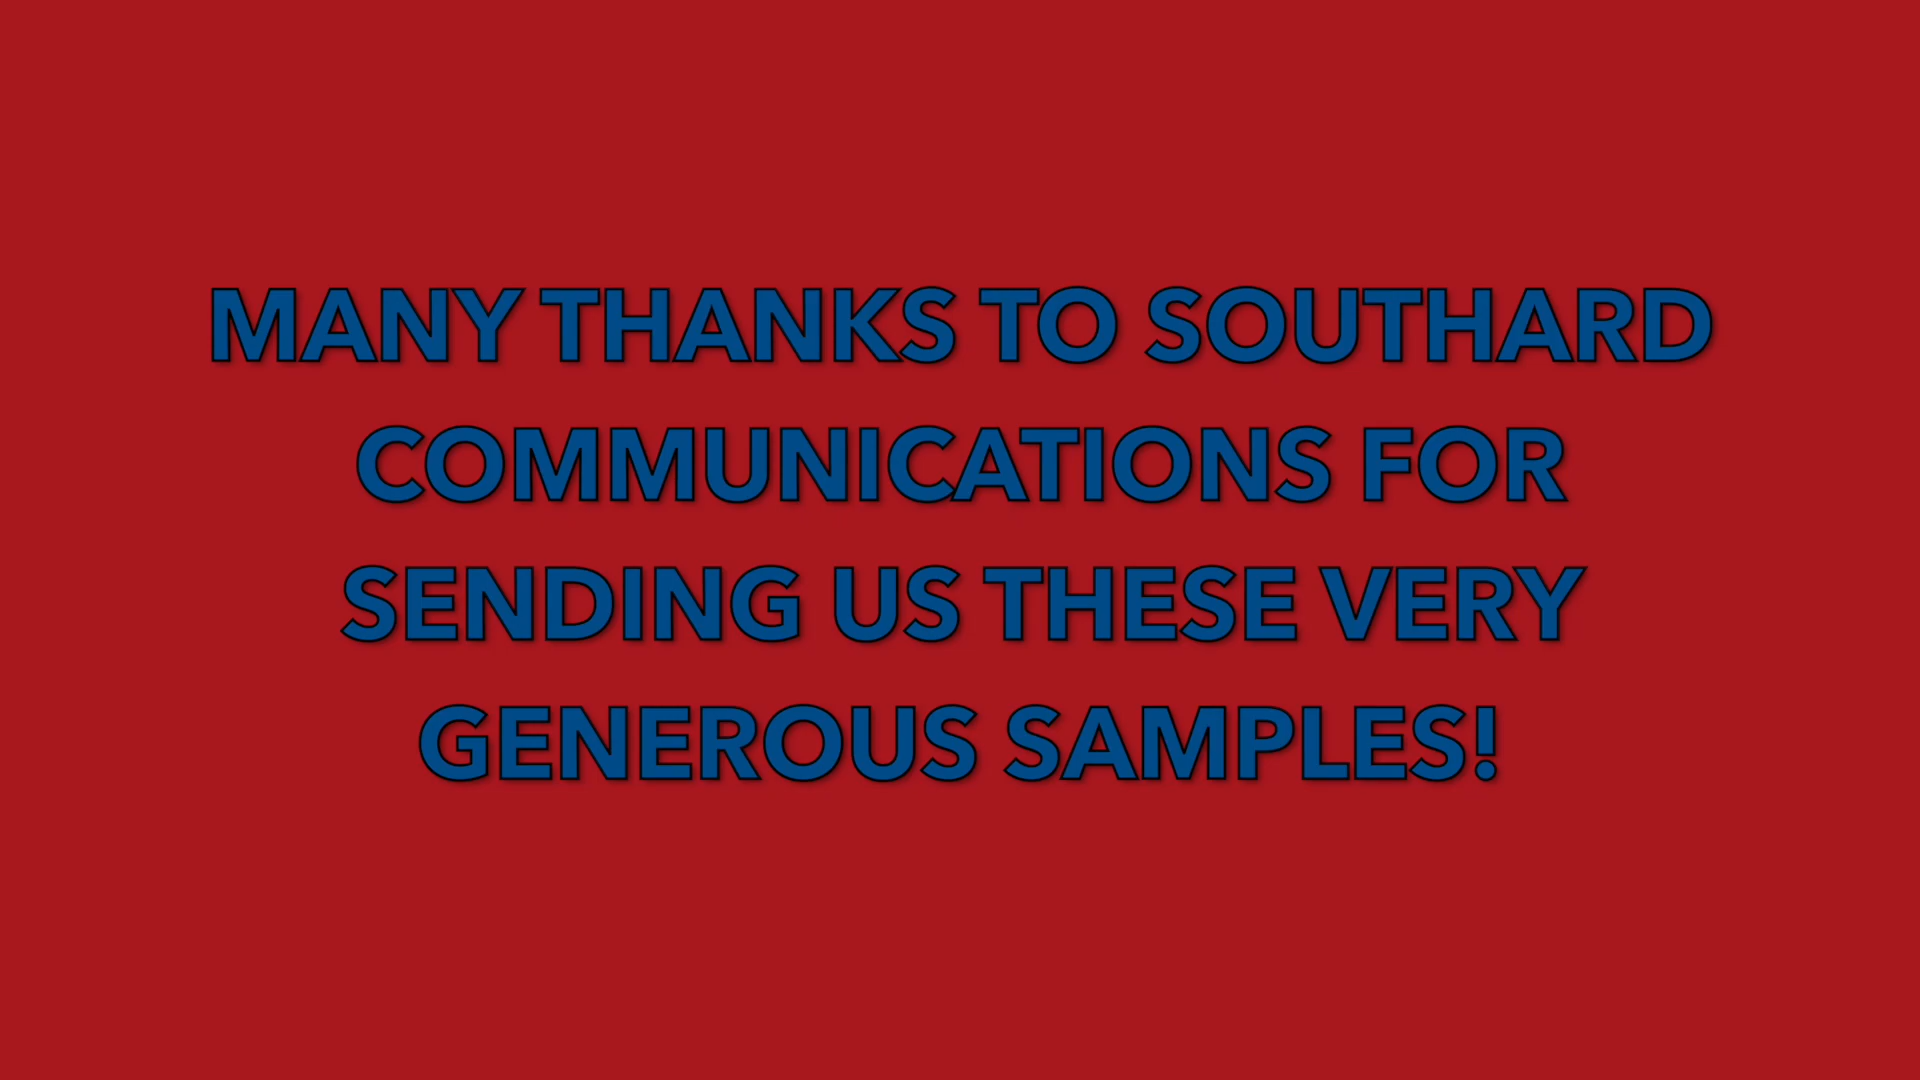 MANY THANKS TO SOUTHARD
COMMUNICATIONS FOR
SENDING US THESE VERY
GENEROUS SAMPLES!